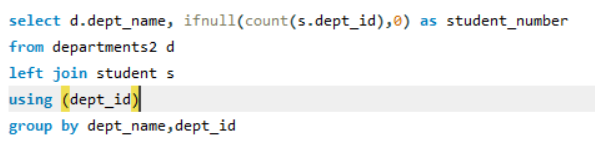 select d.dept_name, ifnull(count(s.dept_id),0) as student_number
from departments2 d
left join student s
using (dept_id)
group by dept_name,dept_id